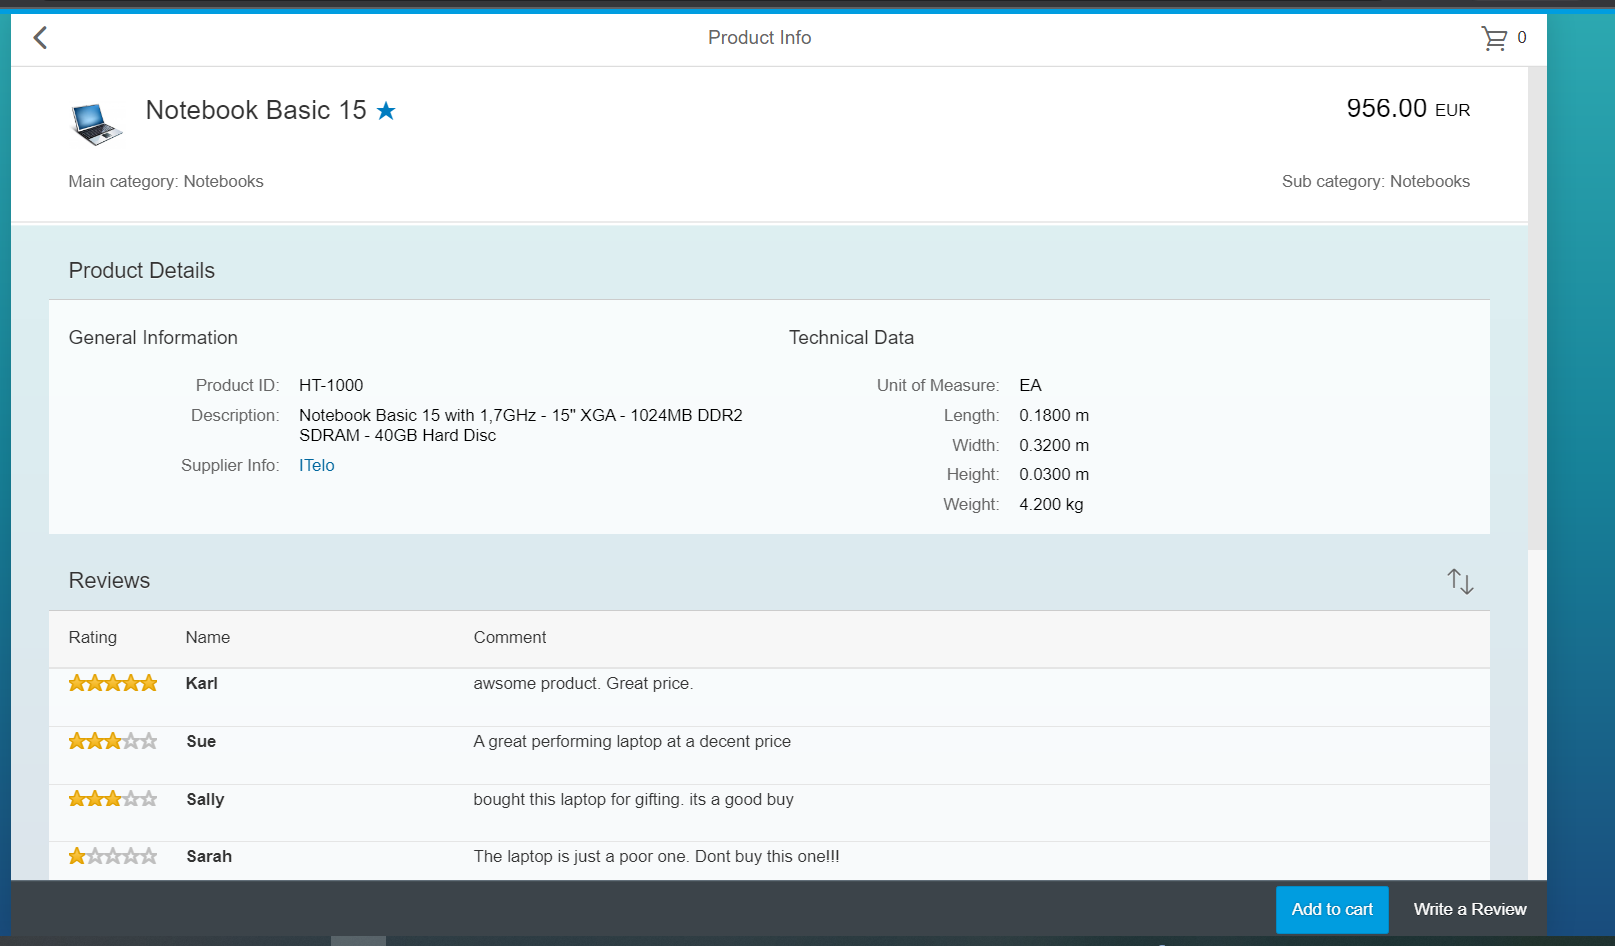 Product Info
0
Notebook Basic 15
956.00 EUR
Main category: Notebooks
Sub category: Notebooks
Product Details
General Information
Product ID: HT-1000
Description: Notebook Basic 15 with 1,7GHz - 15" XGA - 1024MB DDR2
SDRAM - 40GB Hard Disc
Supplier Info: ITelo
Technical Data
Unit of Measure: EA
Length: 0.1800 m
Width: 0.3200 m
Height: 0.0300 m
Weight: 4.200 kg
Reviews
Rating Name Comment
Karl awsome product. Great price.
Sue A great performing laptop at a decent price
Sally bought this laptop for gifting. its a good buy
Sarah The laptop is just a poor one. Dont buy this one!!!
Add to cart Write a Review